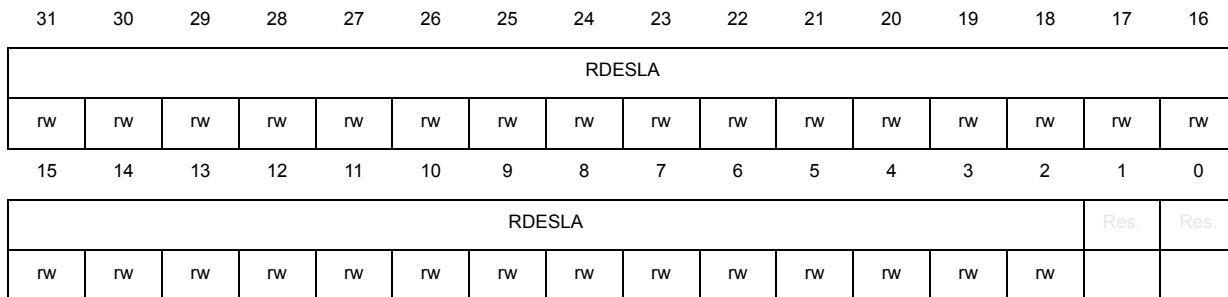 31 30 29 28 27 26 25 24 23 22 21 20 19 18 17 16
RDESLA
rw rw rw rw rw rw rw rw rw rw rw rw rw rw rw rw
15 14 13 12 11 10 9 8 7 6 5 4 3 2 1 0
RDESLA Res. Res.
rw rw rw rw rw rw rw rw rw rw rw rw rw rw